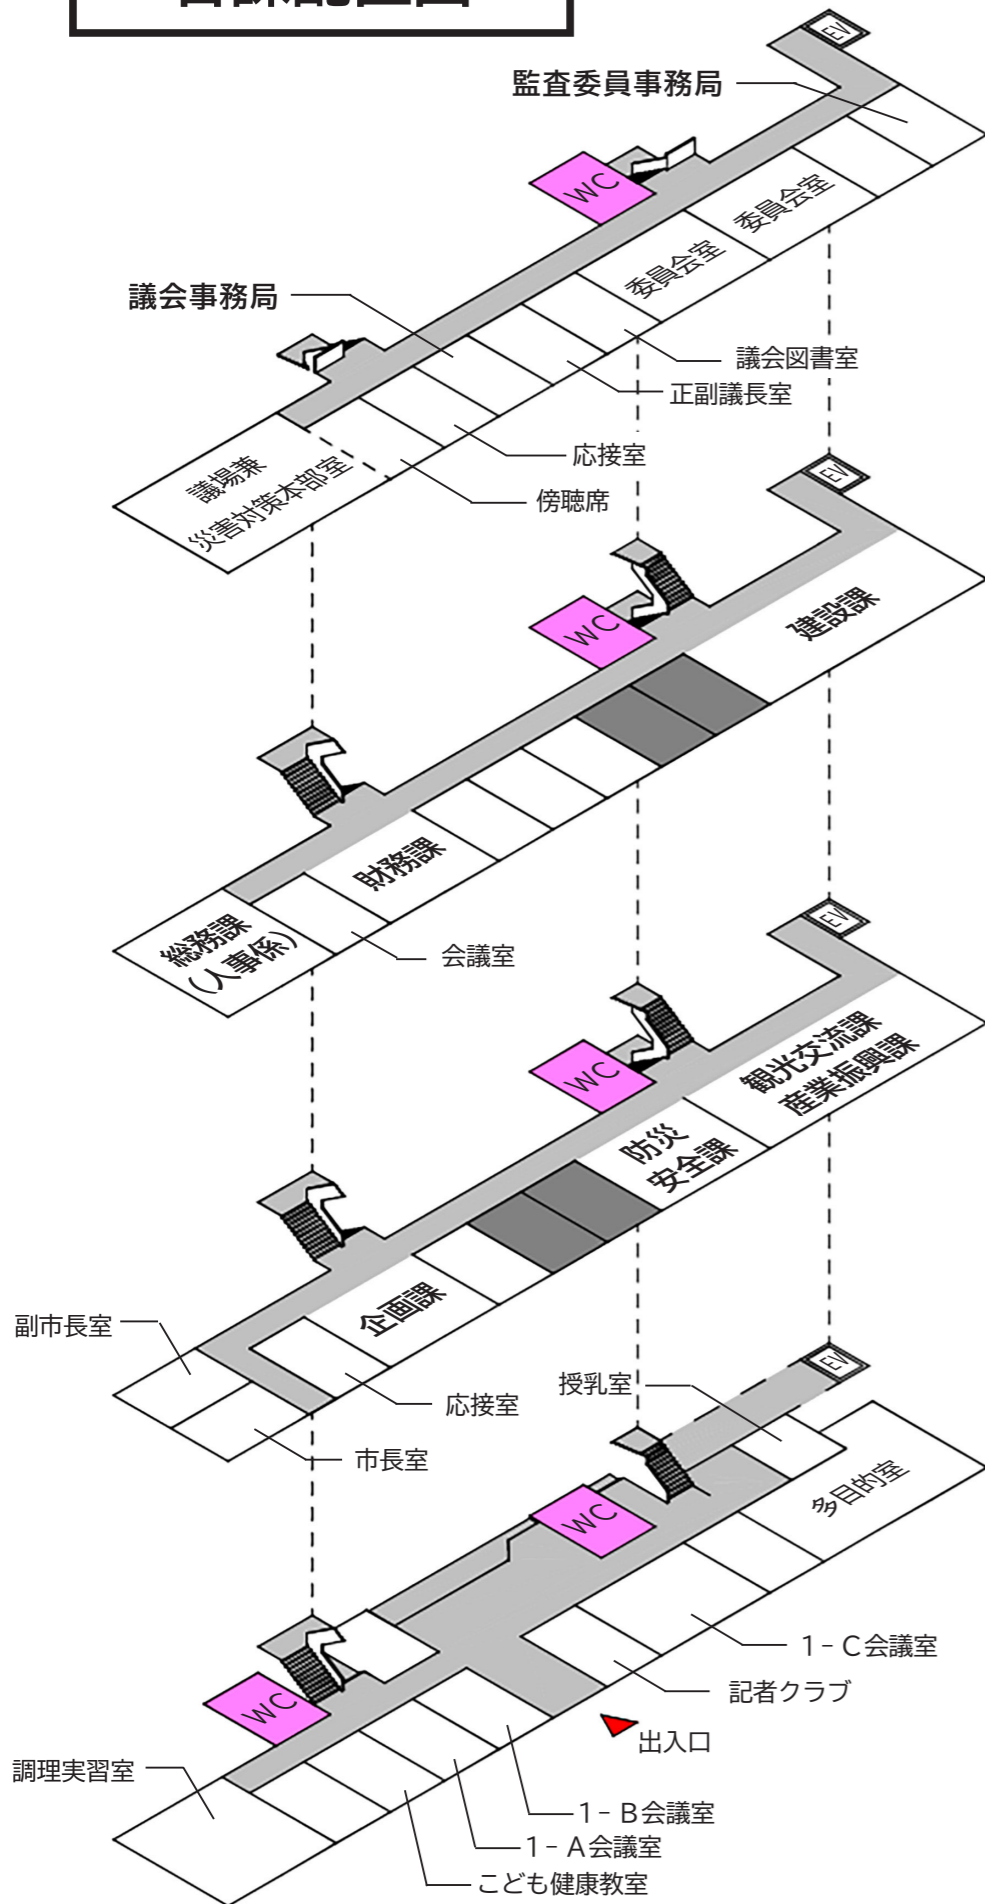 各課配置図
EV
監査委員事務局
WC
委員会室
委員会室
議会事務局
議会図書室
正副議長室
応接室
傍聴席
議場兼
災害対策本部室
EV
WC
建設課
財務課
会議室
総務課
(人事係)
EV
WC
観光交流課
産業振興課
防災
安全課
企画課
副市長室
応接室
市長室
EV
授乳室
多目的室
WC
1-C会議室
記者クラブ
出入口
WC
調理実習室
1-B会議室
1-A会議室
こども健康教室